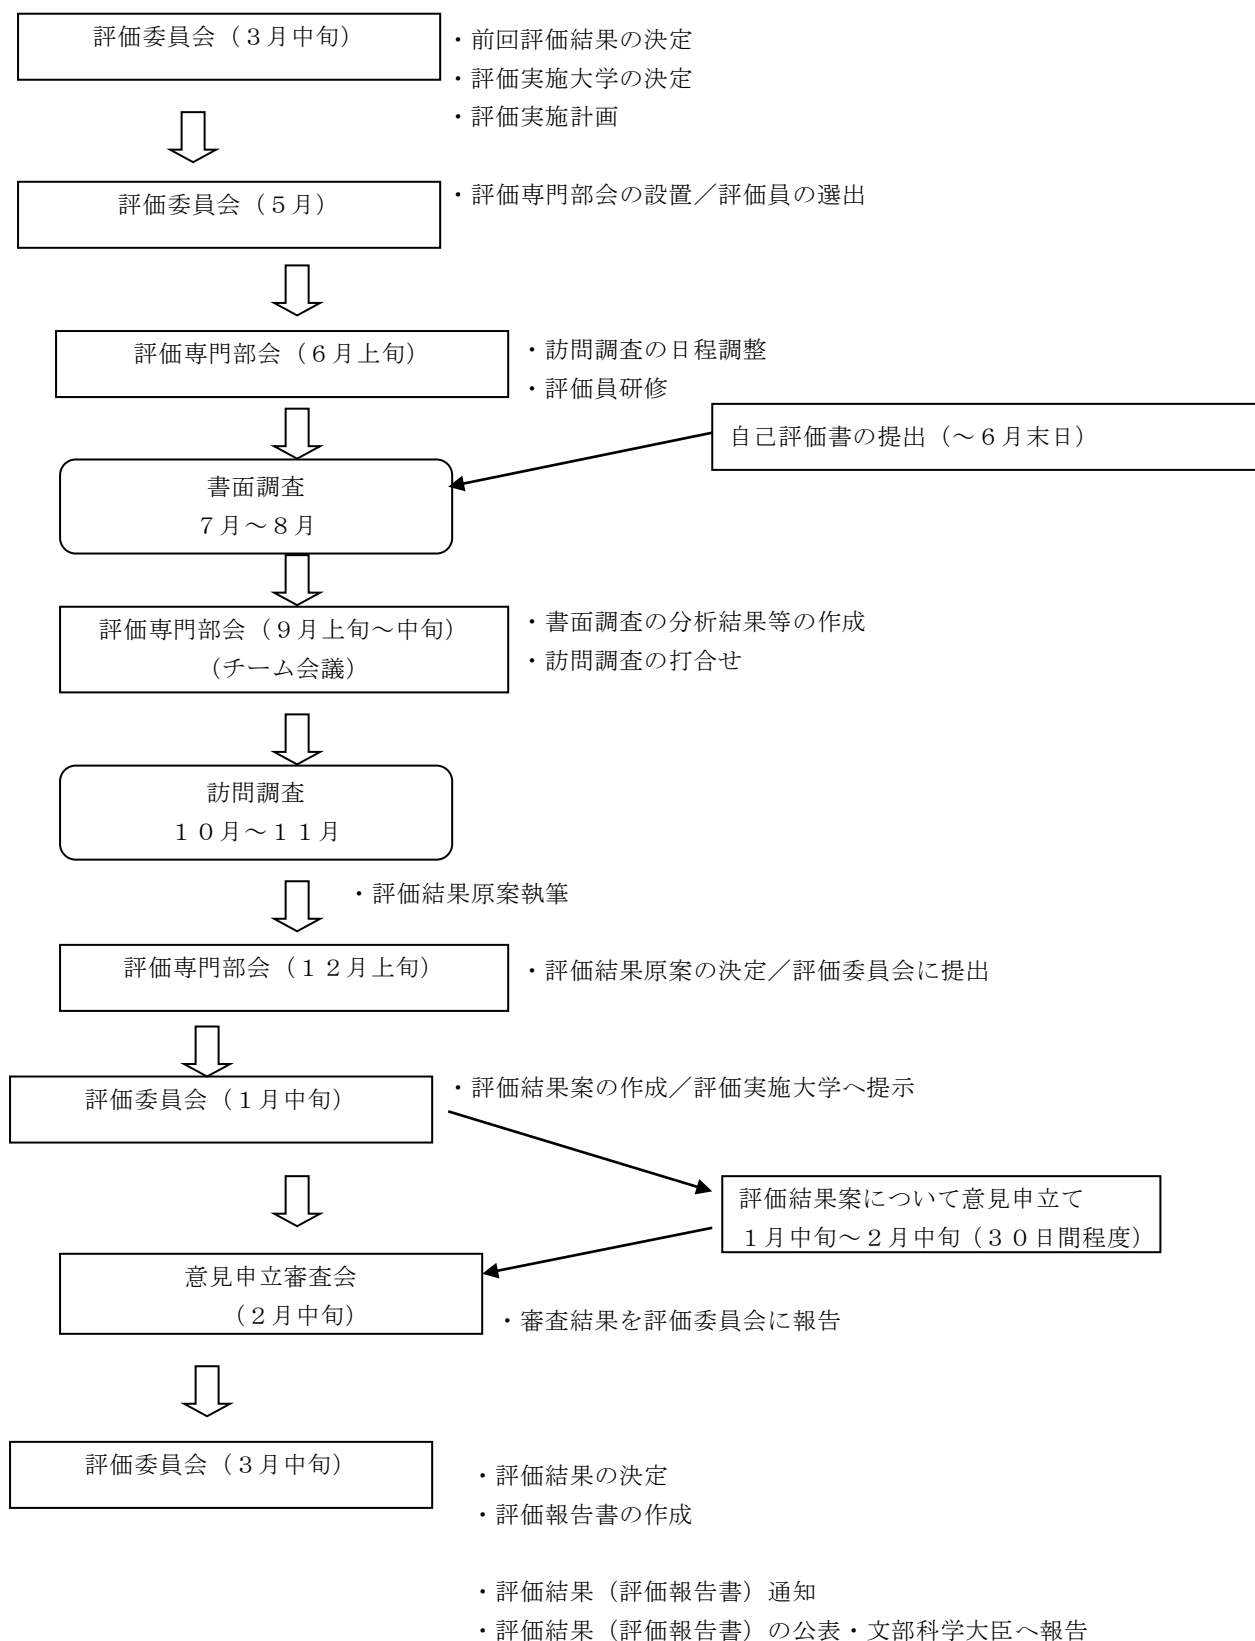 評価委員会（３月中旬）
・前回評価結果の決定
・評価実施大学の決定
・評価実施計画
評価委員会（５月）
・評価専門部会の設置／評価員の選出
評価専門部会（６月上旬）
・訪問調査の日程調整
・評価員研修
自己評価書の提出（～６月末日）
書面調査
７月～８月
評価専門部会（９月上旬～中旬）
（チーム会議）
・書面調査の分析結果等の作成
・訪問調査の打合せ
訪問調査
１０月～１１月
・評価結果原案執筆
評価専門部会（１２月上旬）
・評価結果原案の決定／評価委員会に提出
評価委員会（１月中旬）
・評価結果案の作成／評価実施大学へ提示
評価結果案について意見申立て
１月中旬～２月中旬（３０日間程度）
意見申立審査会
（２月中旬）
・審査結果を評価委員会に報告
評価委員会（３月中旬）
・評価結果の決定
・評価報告書の作成
・評価結果（評価報告書）通知
・評価結果（評価報告書）の公表・文部科学大臣へ報告